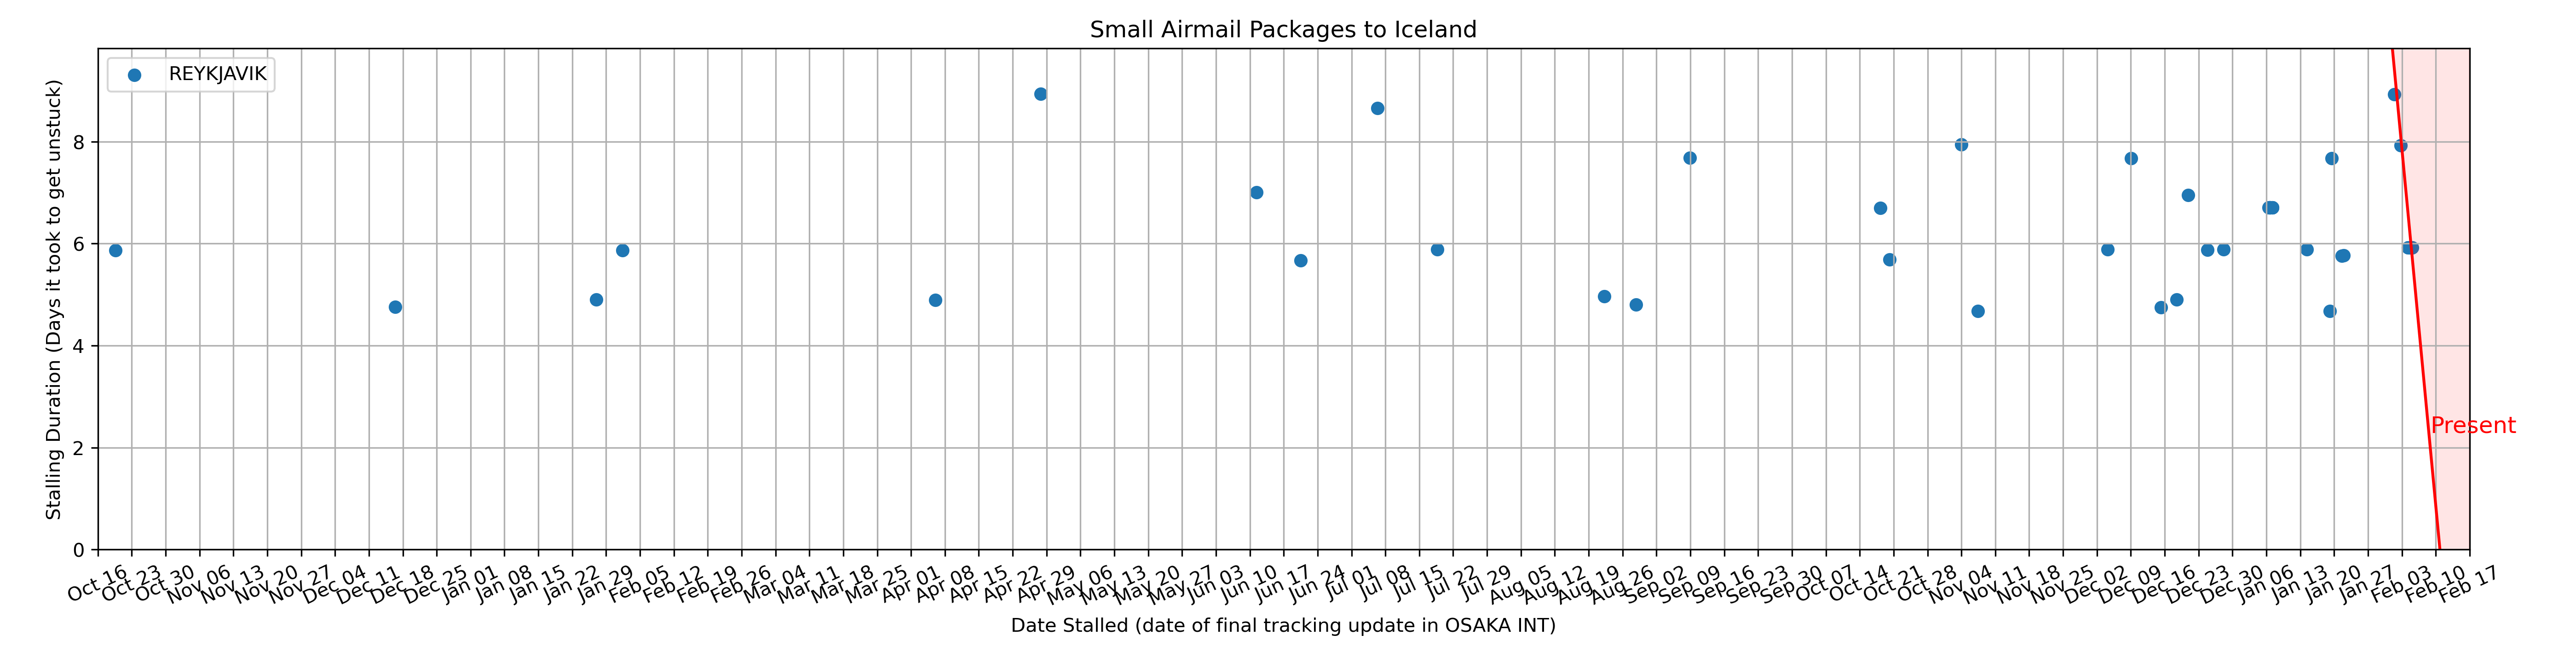 Small Airmail Packages to Iceland
REYKJAVIK
Stalling Duration (Days it took to get unstuck)
8
6
4
2
0
Present
Oct 16
Oct 23
Oct 30
Nov 06
Nov 13
Nov 20
Nov 27
Dec 04
Dec 11
Dec 18
Dec 25
Jan 01
Jan 08
Jan 15
Jan 22
Jan 29
Feb 05
Feb 12
Feb 19
Feb 26
Mar 04
Mar 11
Mar 18
Mar 25
Apr 01
Apr 08
Apr 15
Apr 22
Apr 29
May 06
May 13
May 20
May 27
Jun 03
Jun 10
Jun 17
Jun 24
Jul 01
Jul 08
Jul 15
Jul 22
Jul 29
Aug 05
Aug 12
Aug 19
Aug 26
Sep 02
Sep 09
Sep 16
Sep 23
Sep 30
Oct 07
Oct 14
Oct 21
Oct 28
Nov 04
Nov 11
Nov 18
Nov 25
Dec 02
Dec 09
Dec 16
Dec 23
Dec 30
Jan 06
Jan 13
Jan 20
Jan 27
Feb 03
Feb 10
Feb 17
Date Stalled (date of final tracking update in OSAKA INT)